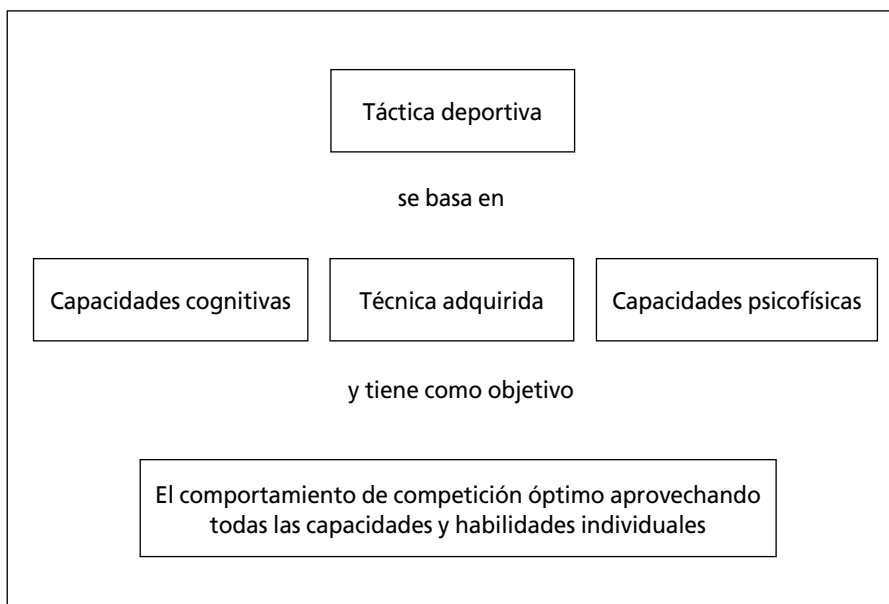 Táctica deportiva
se basa en
Capacidades cognitivas
Técnica adquirida
Capacidades psicofísicas
y tiene como objetivo
El comportamiento de competición óptimo aprovechando
todas las capacidades y habilidades individuales